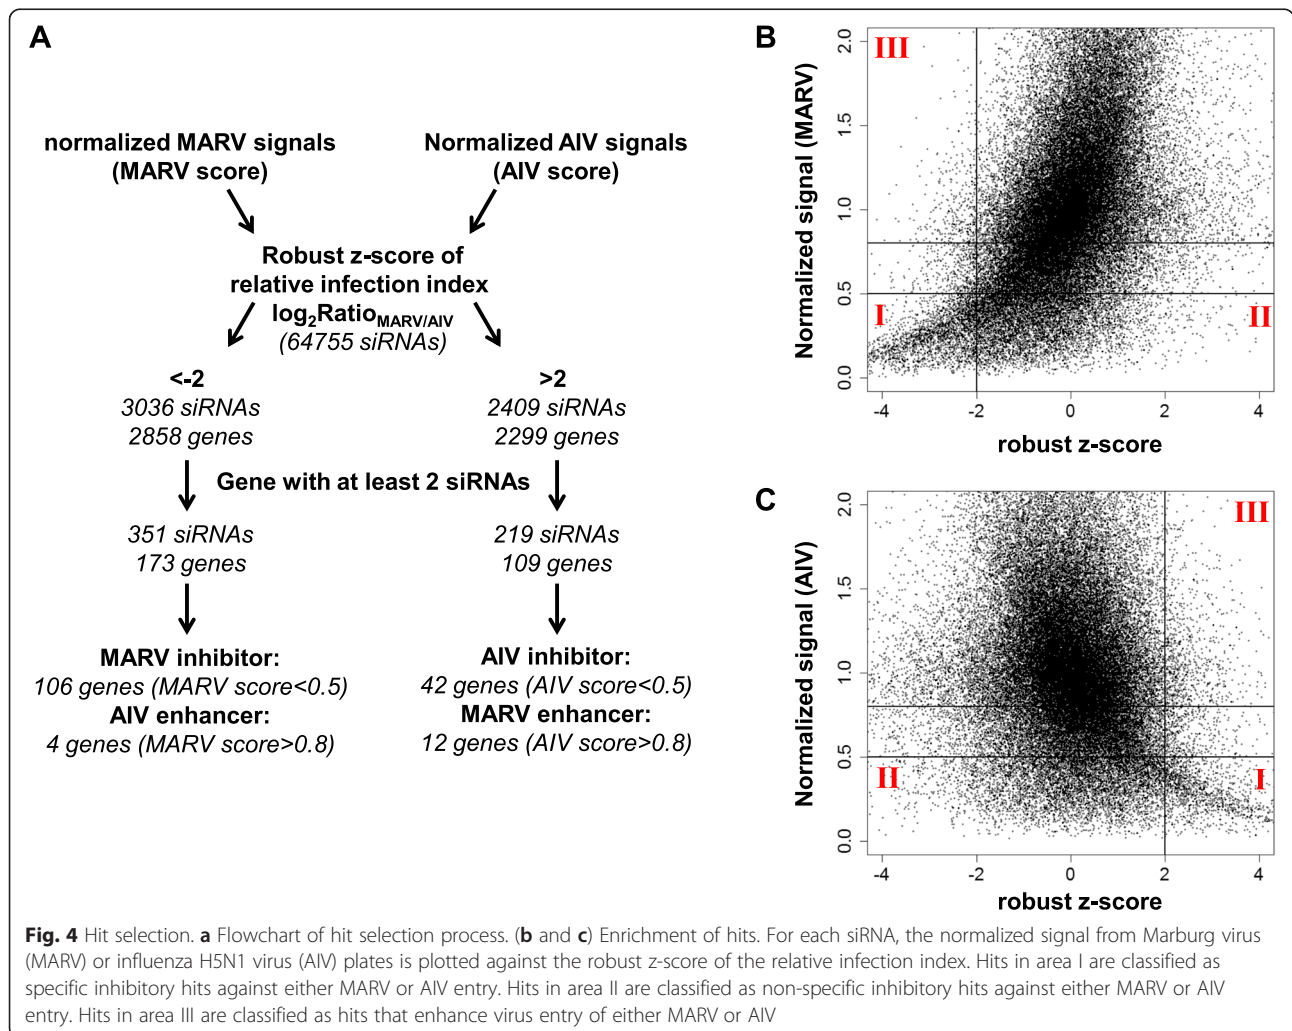 A
normalized MARV signals
(MARV score)
Normalized AIV signals
(AIV score)
Robust z-score of
relative infection index
log₂Ratio MARV/AIV
(64755 siRNAs)
<-2
3036 siRNAs
2858 genes
>2
2409 siRNAs
2299 genes
Gene with at least 2 siRNAs
351 siRNAs
173 genes
219 siRNAs
109 genes
MARV inhibitor:
106 genes (MARV score<0.5)
AIV enhancer:
4 genes (MARV score>0.8)
AIV inhibitor:
42 genes (AIV score<0.5)
MARV enhancer:
12 genes (AIV score>0.8)
B
Normalized signal (MARV)
2.0
1.5
1.0
0.5
0.0
III
I
II
-4 -2 0 2 4
robust z-score
C
Normalized signal (AIV)
2.0
1.5
1.0
0.5
0.0
III
II
I
-4 -2 0 2 4
robust z-score
Fig. 4 Hit selection. a Flowchart of hit selection process. (b and c) Enrichment of hits. For each siRNA, the normalized signal from Marburg virus
(MARV) or influenza H5N1 virus (AIV) plates is plotted against the robust z-score of the relative infection index. Hits in area I are classified as
specific inhibitory hits against either MARV or AIV entry. Hits in area II are classified as non-specific inhibitory hits against either MARV or AIV
entry. Hits in area III are classified as hits that enhance virus entry of either MARV or AIV